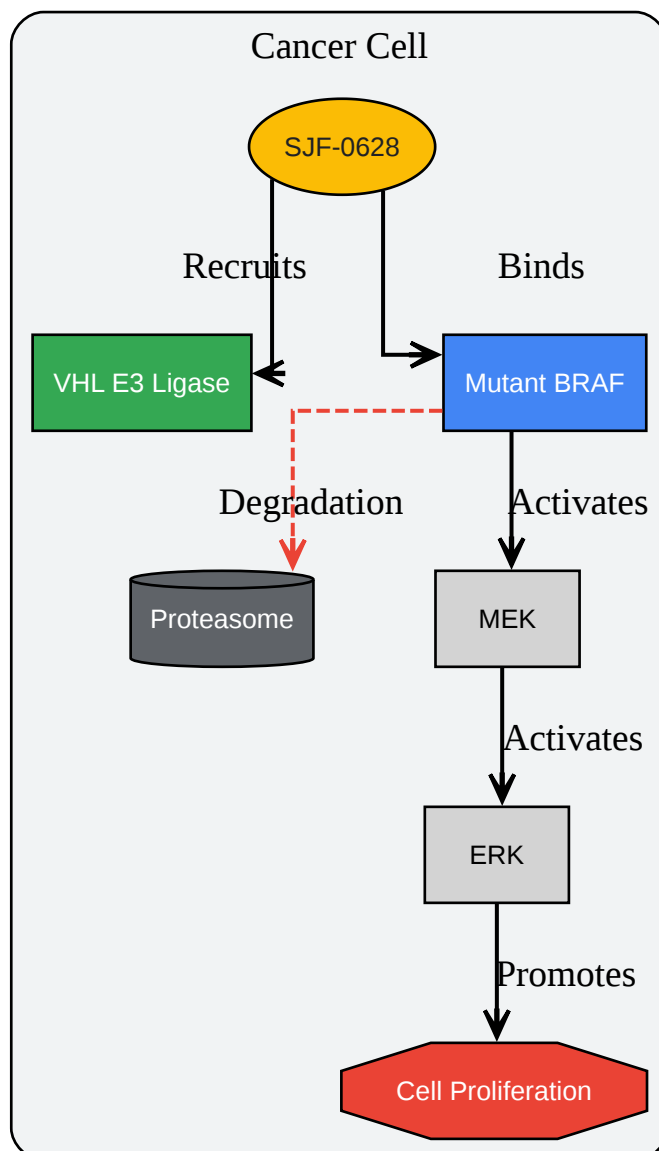 Cancer Cell
SJF-0628
Recruits
Binds
VHL E3 Ligase
Mutant BRAF
Degradation
Activates
Proteasome
MEK
Activates
ERK
Promotes
Cell Proliferation